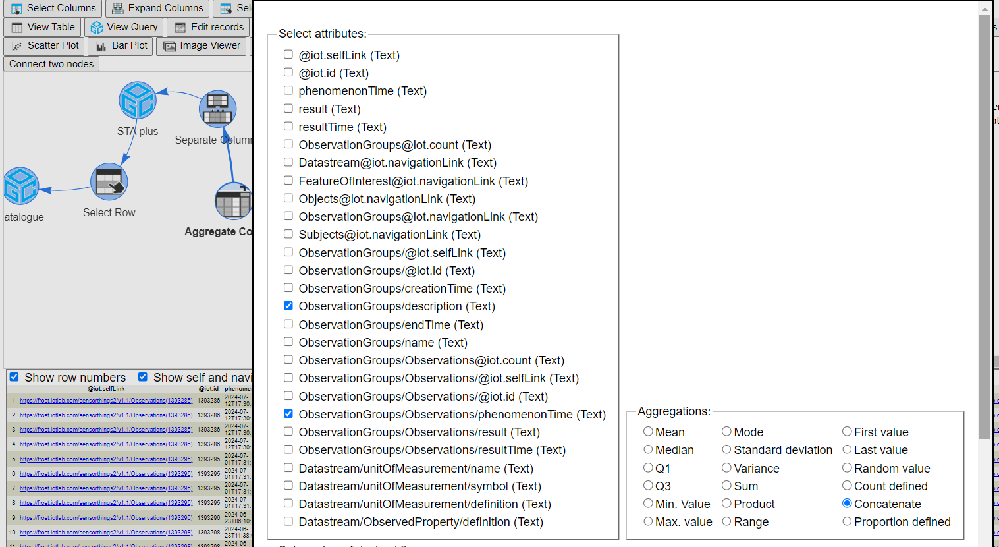 Select Columns
Expand Columns
View Table
View Query
Edit records
Scatter Plot
Bar Plot
Image Viewer
Connect two nodes
STA plus
Separate
Select Row
Aggregate
Show row numbers
Show self and
@iot.selfLink
@iot.id
1 https://frost.iotlab.com/sensorthings2/v1.1/Observations(1393286) 1393286 2024-07-
12T17:30:
2 https://frost.iotlab.com/sensorthings2/v1.1/Observations(1393286) 1393286 2024-07-
12T17:30:
3 https://frost.iotlab.com/sensorthings2/v1.1/Observations(1393286) 1393286 2024-07-
12T17:30:
4 https://frost.iotlab.com/sensorthings2/v1.1/Observations(1393286) 1393286 2024-07-
12T17:30:
5 https://frost.iotlab.com/sensorthings2/v1.1/Observations(1393295) 1393295 2024-07-
01T17:31:
6 https://frost.iotlab.com/sensorthings2/v1.1/Observations(1393295) 1393295 2024-07-
01T17:31:
7 https://frost.iotlab.com/sensorthings2/v1.1/Observations(1393295) 1393295 2024-07-
01T17:31:
8 https://frost.iotlab.com/sensorthings2/v1.1/Observations(1393295) 1393295 2024-07-
01T17:31:
9 https://frost.iotlab.com/sensorthings2/v1.1/Observations(1393296) 1393296 2024-06-
23T06:10:
10 https://frost.iotlab.com/sensorthings2/v1.1/Observations(1393298) 1393298 2024-06-
23T11:38:
Select attributes:
@iot.selfLink (Text)
@iot.id (Text)
phenomenonTime (Text)
result (Text)
resultTime (Text)
ObservationGroups@iot.count (Text)
Datastream@iot.navigationLink (Text)
FeatureOfInterest@iot.navigationLink (Text)
Objects@iot.navigationLink (Text)
ObservationGroups@iot.navigationLink (Text)
Subjects@iot.navigationLink (Text)
ObservationGroups/@iot.selfLink (Text)
ObservationGroups/@iot.id (Text)
ObservationGroups/creationTime (Text)
ObservationGroups/description (Text)
ObservationGroups/endTime (Text)
ObservationGroups/name (Text)
ObservationGroups/Observations@iot.count (Text)
ObservationGroups/Observations/@iot.selfLink (Text)
ObservationGroups/Observations/@iot.id (Text)
ObservationGroups/Observations/phenomenonTime (Text)
ObservationGroups/Observations/result (Text)
ObservationGroups/Observations/resultTime (Text)
Datastream/unitOfMeasurement/name (Text)
Datastream/unitOfMeasurement/symbol (Text)
Datastream/unitOfMeasurement/definition (Text)
Datastream/ObservedProperty/definition (Text)
Aggregations:
Mean Mode First value
Median Standard deviation Last value
Q1 Variance Random value
Q3 Sum Count defined
Min. Value Product Concatenate
Max. value Range Proportion defined